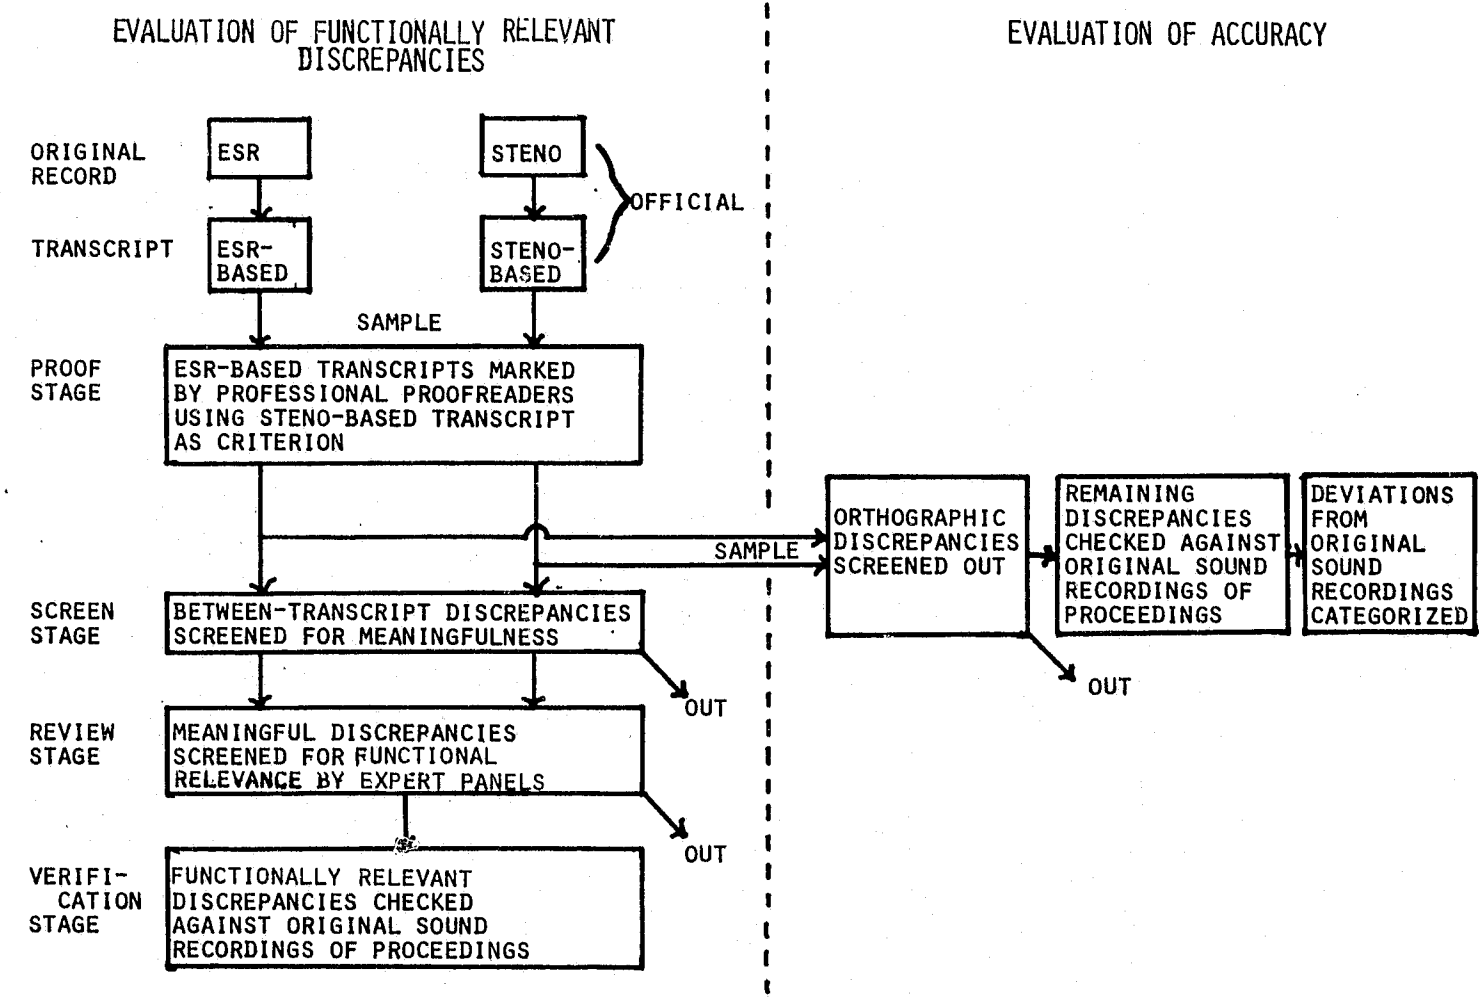 EVALUATION OF FUNCTIONALLY RELEVANT
DISCREPANCIES
EVALUATION OF ACCURACY
ORIGINAL
RECORD
ESR
STENO
OFFICIAL
TRANSCRIPT
ESR-
BASED
STENO-
BASED
SAMPLE
PROOF
STAGE
ESR-BASED TRANSCRIPTS MARKED
BY PROFESSIONAL PROOFREADERS
USING STENO-BASED TRANSCRIPT
AS CRITERION
SAMPLE
ORTHOGRAPHIC
DISCREPANCIES
SCREENED OUT
OUT
REMAINING
DISCREPANCIES
CHECKED AGAINST
ORIGINAL SOUND
RECORDINGS OF
PROCEEDINGS
DEVIATIONS
FROM
ORIGINAL
SOUND
RECORDINGS
CATEGORIZED
SCREEN
STAGE
BETWEEN-TRANSCRIPT DISCREPANCIES
SCREENED FOR MEANINGFULNESS
OUT
REVIEW
STAGE
MEANINGFUL DISCREPANCIES
SCREENED FOR FUNCTIONAL
RELEVANCE BY EXPERT PANELS
OUT
VERIFI-
CATION
STAGE
FUNCTIONALLY RELEVANT
DISCREPANCIES CHECKED
AGAINST ORIGINAL SOUND
RECORDINGS OF PROCEEDINGS